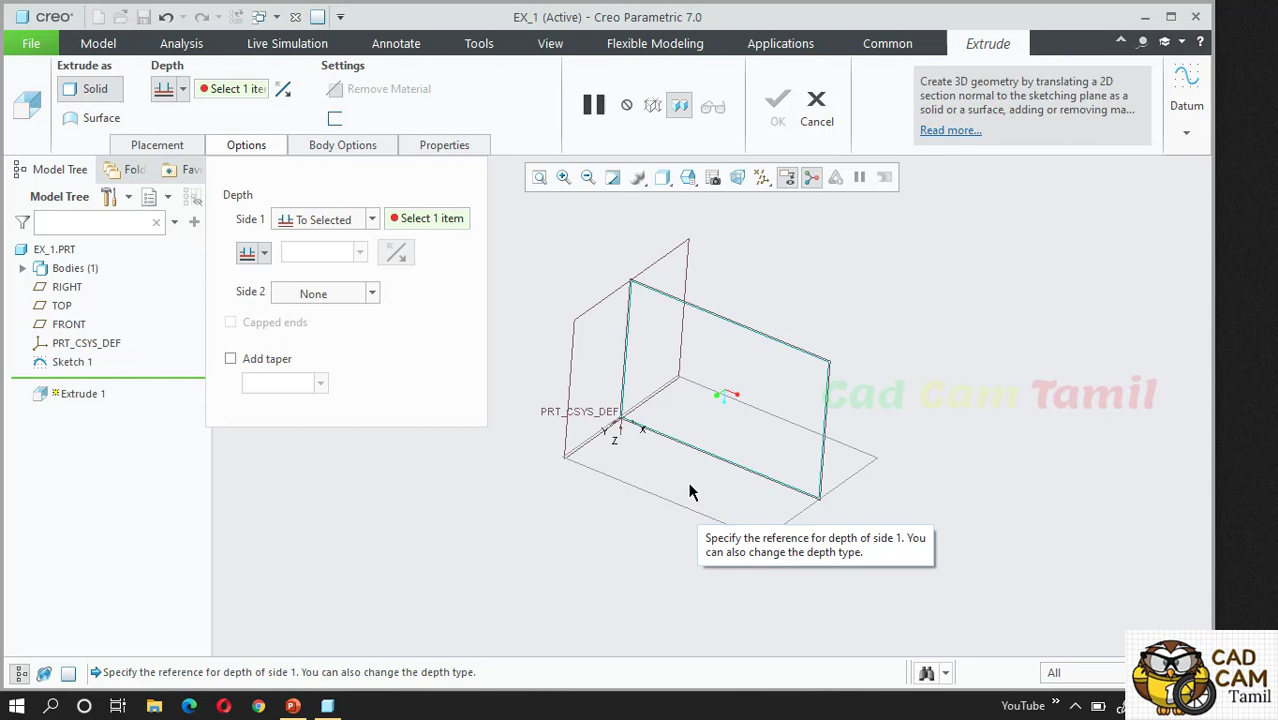 creo
EX_1 (Active) - Creo Parametric 7.0
File Model Analysis Live Simulation Annotate Tools View Flexible Modeling Applications Common Extrude
Extrude as Depth Settings
Solid Select 1 ite Remove Material
Surface
OK Cancel
Create 3D geometry by translating a 2D
section normal to the sketching plane as
a solid or a surface, adding or removing ma...
Read more...
Datum
Placement Options Body Options Properties
Model Tree Fold Fav
Model Tree
EX_1.PRT
Bodies (1)
RIGHT
TOP
FRONT
PRT_CSYS_DEF
Sketch 1
Extrude 1
Depth
Side 1 To Selected Select 1 item
Side 2 None
Capped ends
Add taper
PRT_CSYS_DEF
Y X
Z
Cad Cam Tamil
Specify the reference for depth of side 1. You
can also change the depth type.
Specify the reference for depth of side 1. You can also change the depth type.
All
YouTube
CAD
CAM
Tamil